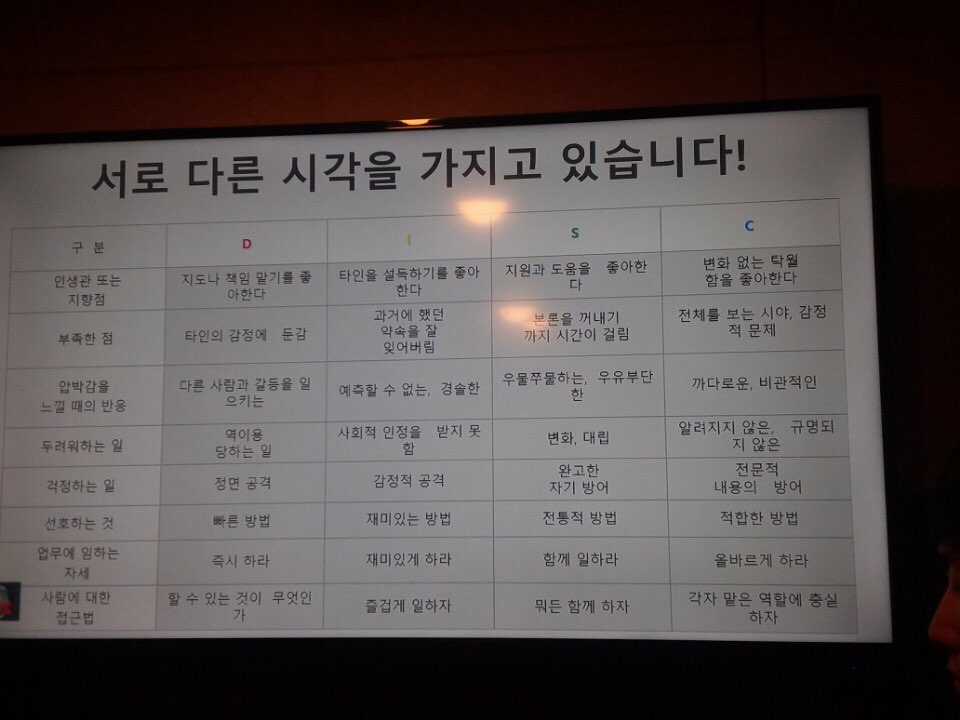 서로 다른 시각을 가지고 있습니다!
구 분 D I S C
인생관 또는 지향점 지도나 책임 맡기를 좋아한다 타인을 설득하기를 좋아한다 지원과 도움을 좋아한다 변화 없는 탁월함을 좋아한다
부족한 점 타인의 감정에 둔감 과거에 했던 약속을 잘 잊어버림 본론을 꺼내기 까지 시간이 걸림 전체를 보는 시야, 감정적 문제
압박감을 느낄 때의 반응 다른 사람과 갈등을 일으키는 예측할 수 없는, 경솔한 우물쭈물하는, 우유부단한 까다로운, 비관적인
두려워하는 일 역이용 당하는 일 사회적 인정을 받지 못함 변화, 대립 알려지지 않은, 규명되지 않은
걱정하는 일 정면 공격 감정적 공격 완고한 자기 방어 전문적 내용의 방어
선호하는 것 빠른 방법 재미있는 방법 전통적 방법 적합한 방법
업무에 임하는 자세 즉시 하라 재미있게 하라 함께 일하라 올바르게 하라
사람에 대한 접근법 할 수 있는 것이 무엇인가 즐겁게 일하자 뭐든 함께 하자 각자 맡은 역할에 충실하자